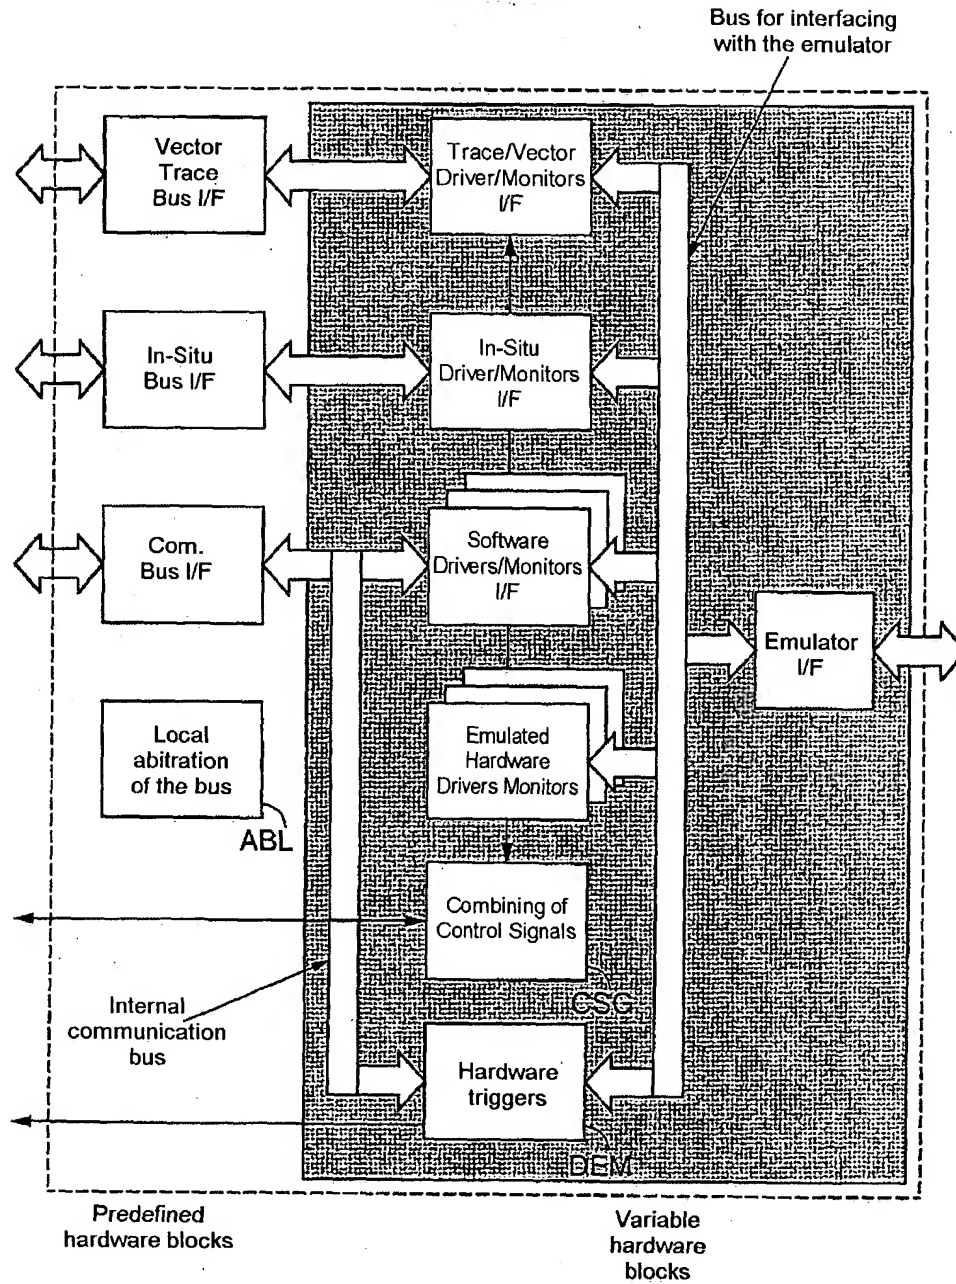 Bus for interfacing
with the emulator
Vector
Trace
Bus I/F
Trace/Vector
Driver/Monitors
I/F
In-Situ
Bus I/F
In-Situ
Driver/Monitors
I/F
Com.
Bus I/F
Software
Drivers/Monitors
I/F
Emulator
I/F
Local
abitration
of the bus
ABL
Emulated
Hardware
Drivers Monitors
Combining of
Control Signals
CSG
Internal
communication
bus
Hardware
triggers
DEM
Predefined
hardware blocks
Variable
hardware
blocks